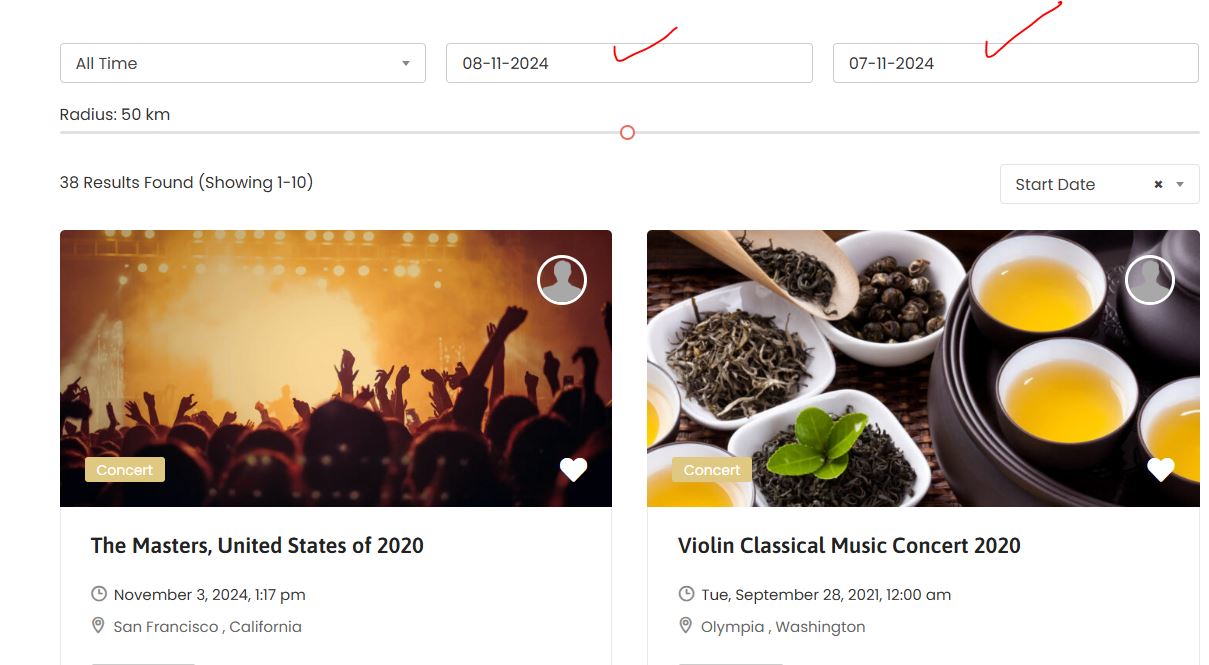 All Time
08-11-2024
07-11-2024
Radius: 50 km
38 Results Found (Showing 1-10)
Start Date
Concert
Concert
The Masters, United States of 2020
Violin Classical Music Concert 2020
November 3, 2024, 1:17 pm
Tue, September 28, 2021, 12:00 am
San Francisco , California
Olympia , Washington